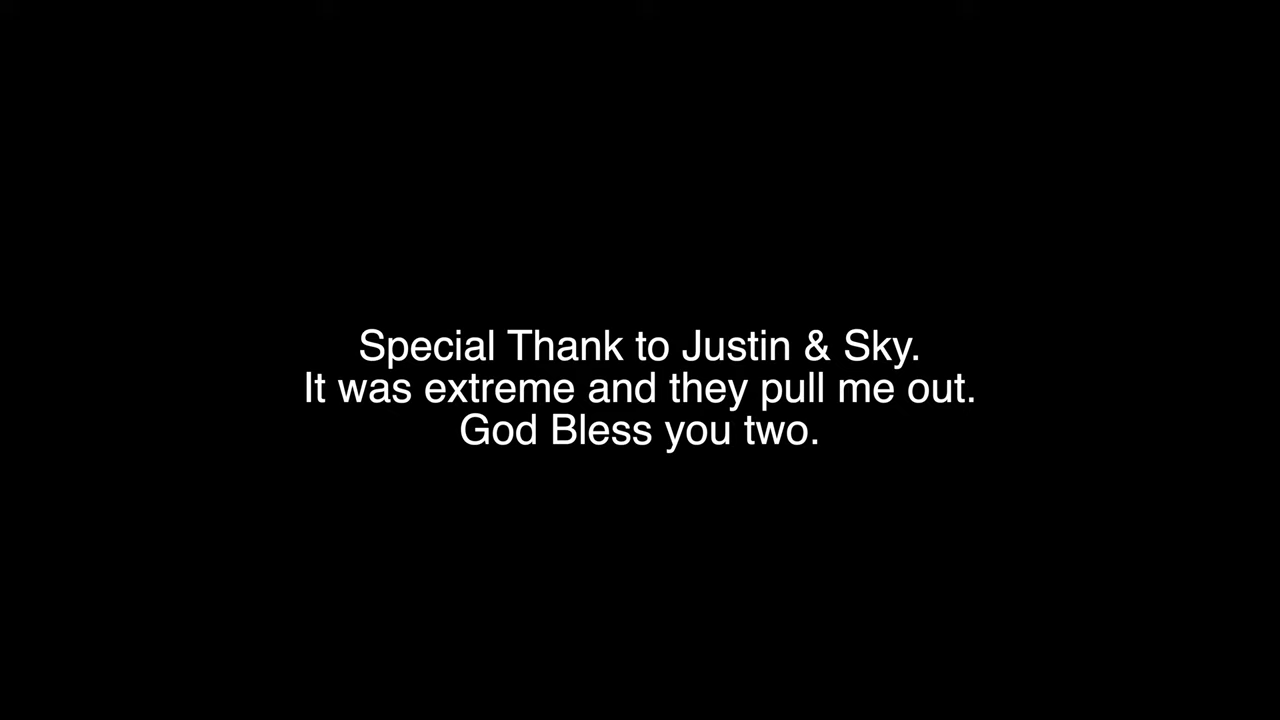 Special Thank to Justin & Sky.
It was extreme and they pull me out.
God Bless you two.